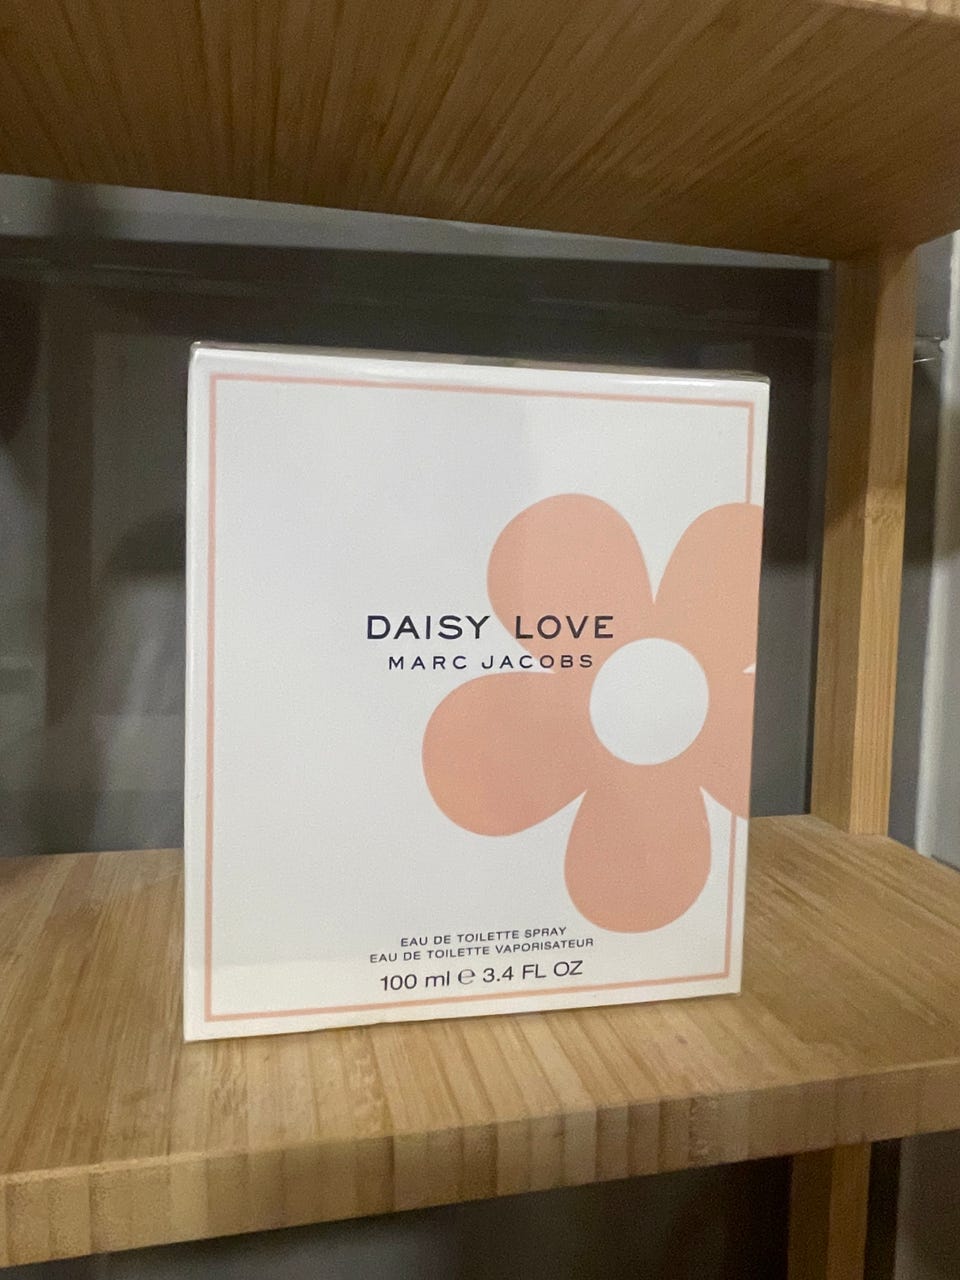 DAISY LOVE
MARC JACOBS
EAU DE TOILETTE SPRAY
EAU DE TOILETTE VAPORISATEUR
100 ml ℮ 3.4 FL OZ